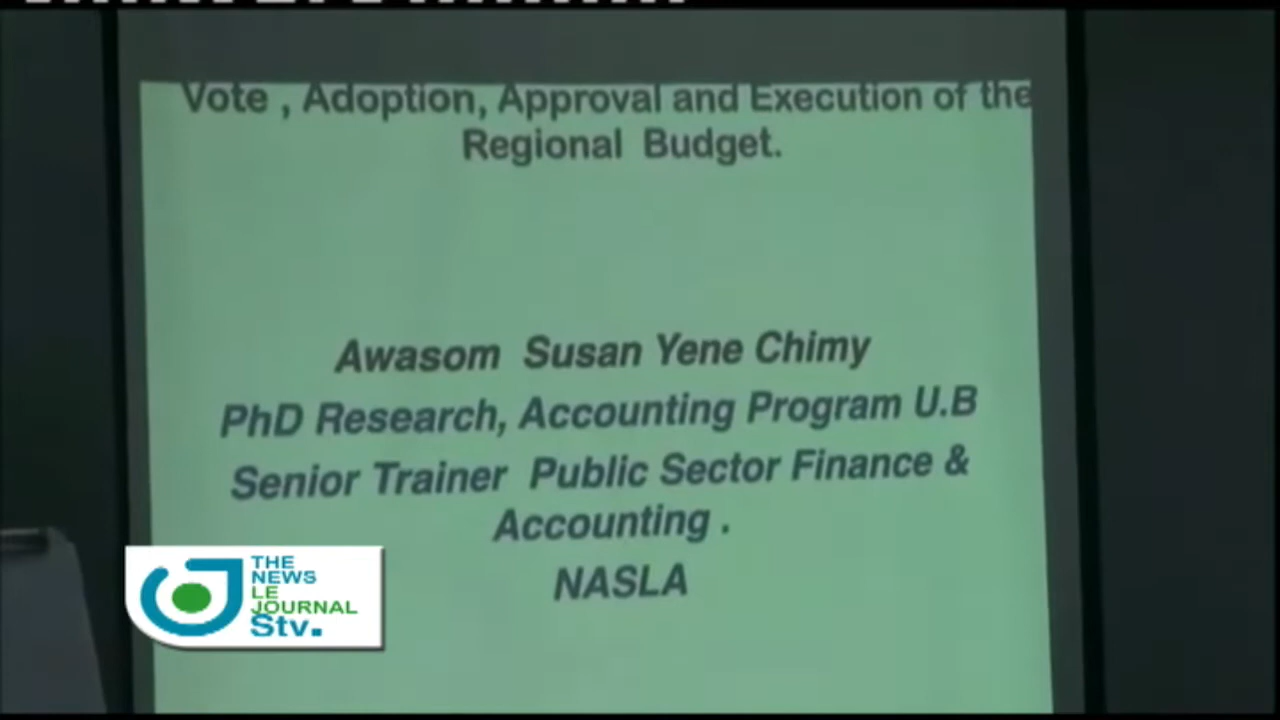 Vote , Adoption, Approval and Execution of the
Regional Budget.
Awasom Susan Yene Chimy
PhD Research, Accounting Program U.B
Senior Trainer Public Sector Finance &
Accounting .
NASLA
THE
NEWS
LE
JOURNAL
Stv.